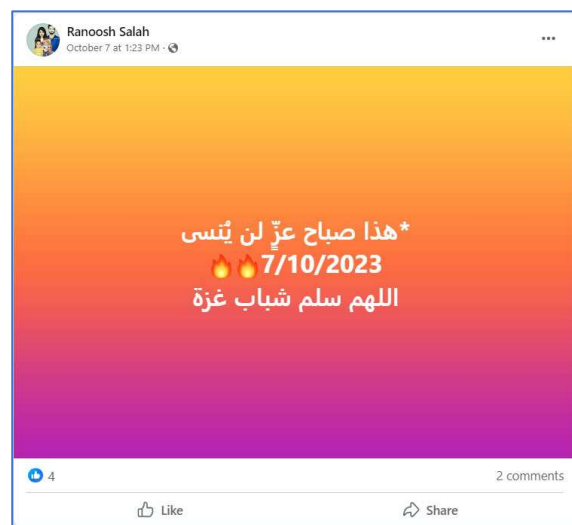 Ranoosh Salah
October 7 at 1:23 PM ·
*هذا صباح عزٍّ لن يُنسى
7/10/2023🔥🔥
اللهم سلم شباب غزة
4
2 comments
Like
Share